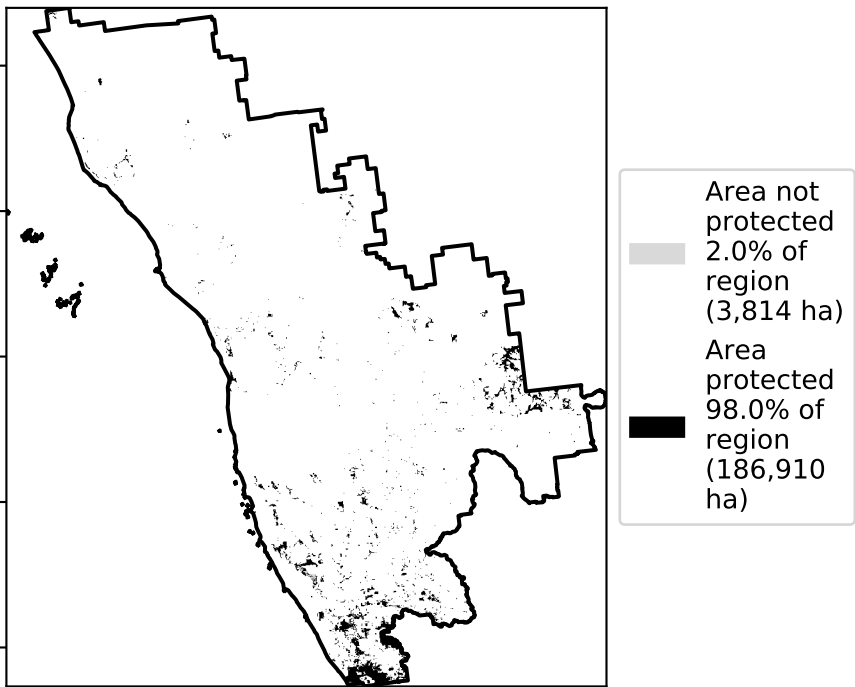 Area not
protected
2.0% of
region
(3,814 ha)
Area
protected
98.0% of
region
(186,910
ha)